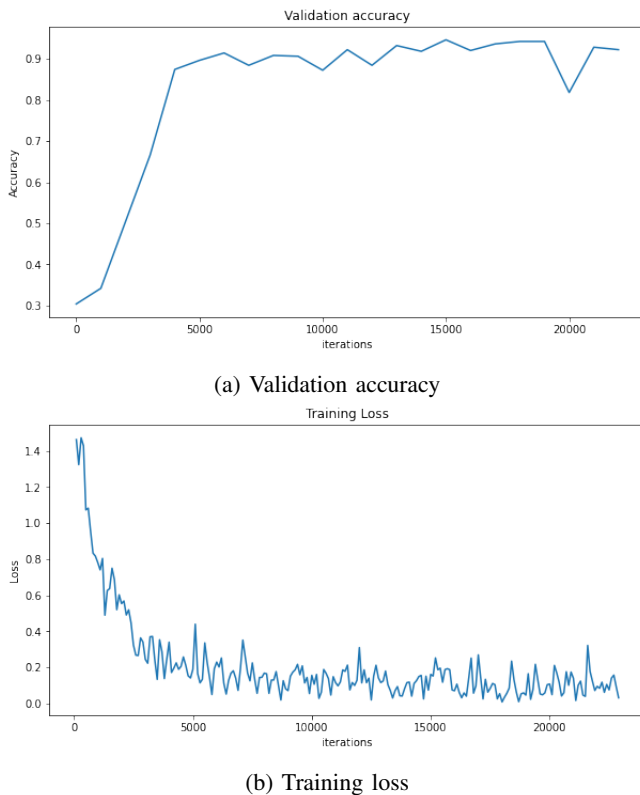 Validation accuracy
0.9
0.8
0.7
0.6
0.5
0.4
0.3
Accuracy
0 5000 10000 15000 20000
iterations
(a) Validation accuracy
Training Loss
1.4
1.2
1.0
0.8
0.6
0.4
0.2
0.0
Loss
0 5000 10000 15000 20000
iterations
(b) Training loss